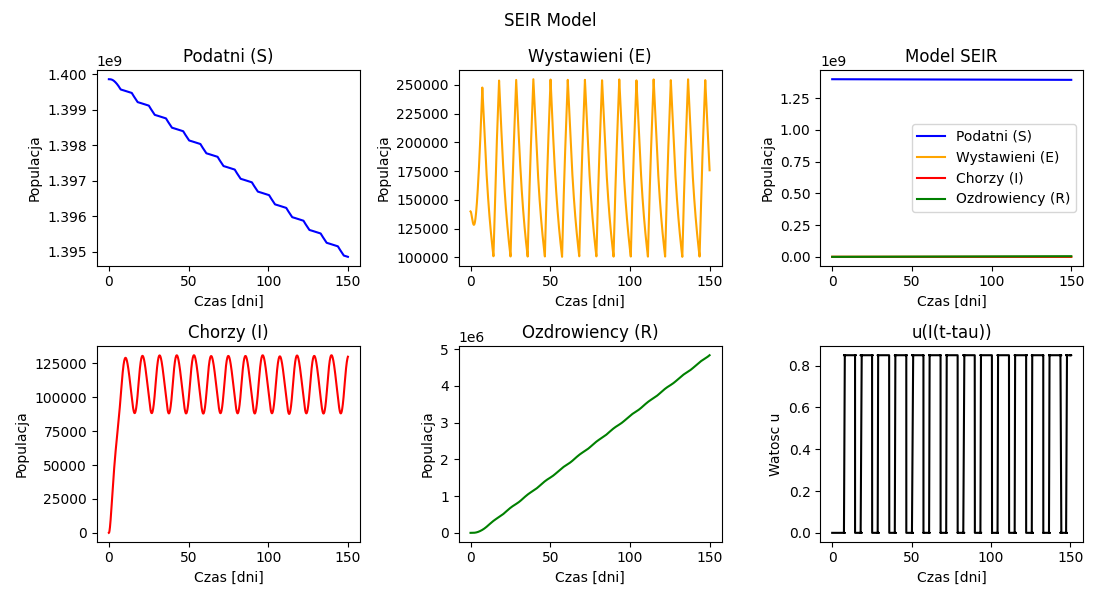 SEIR Model
Podatni (S)
1e9
1.400
1.399
1.398
1.397
1.396
1.395
Populacja
0 50 100 150
Czas [dni]
Wystawieni (E)
250000
225000
200000
175000
150000
125000
100000
Populacja
0 50 100 150
Czas [dni]
Model SEIR
1e9
1.25
1.00
0.75
0.50
0.25
0.00
Populacja
Podatni (S)
Wystawieni (E)
Chorzy (I)
Ozdrowiency (R)
0 50 100 150
Czas [dni]
Chorzy (I)
125000
100000
75000
50000
25000
0
Populacja
0 50 100 150
Czas [dni]
Ozdrowiency (R)
1e6
5
4
3
2
1
0
Populacja
0 50 100 150
Czas [dni]
u(I(t-tau))
0.8
0.6
0.4
0.2
0.0
Watosc u
0 50 100 150
Czas [dni]